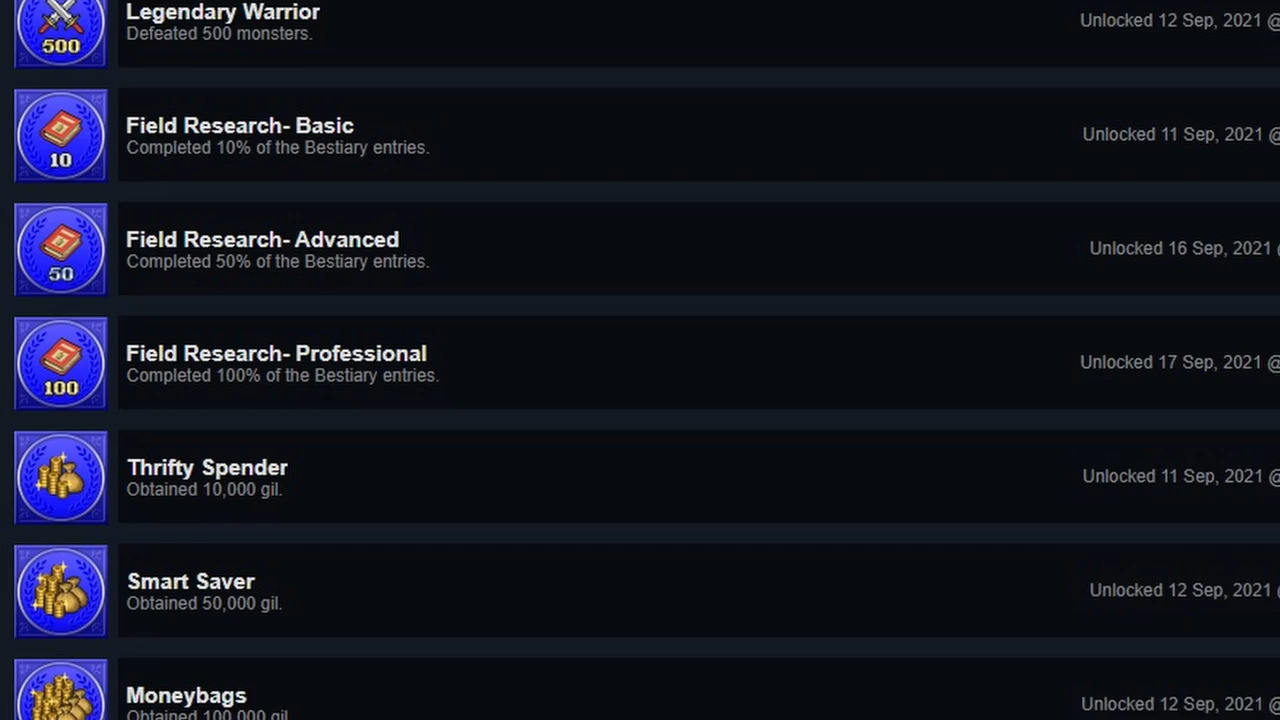 Legendary Warrior
Defeated 500 monsters.
Unlocked 12 Sep, 2021 @
500
Field Research- Basic
Completed 10% of the Bestiary entries.
Unlocked 11 Sep, 2021 @
10
Field Research- Advanced
Completed 50% of the Bestiary entries.
Unlocked 16 Sep, 2021 @
50
Field Research- Professional
Completed 100% of the Bestiary entries.
Unlocked 17 Sep, 2021 @
100
Thrifty Spender
Obtained 10,000 gil.
Unlocked 11 Sep, 2021 @
Smart Saver
Obtained 50,000 gil.
Unlocked 12 Sep, 2021 @
Moneybags
Obtained 100,000 gil.
Unlocked 12 Sep, 2021 @